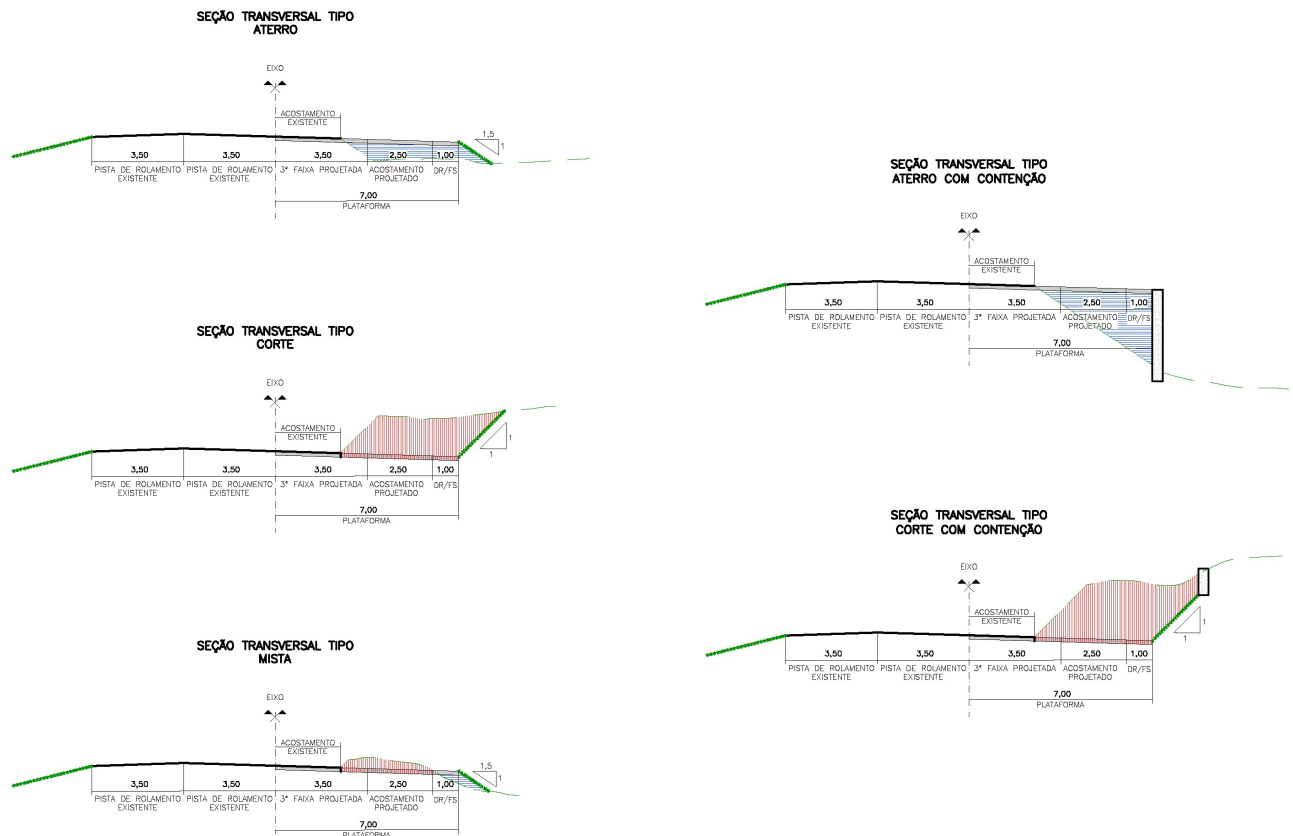 SEÇÃO TRANSVERSAL TIPO
ATERRO
EIXO
ACOSTAMENTO
EXISTENTE
1,5
1
3,50 3,50 3,50 2,50 1,00
PISTA DE ROLAMENTO PISTA DE ROLAMENTO 3ª FAIXA PROJETADA ACOSTAMENTO DR/FS
EXISTENTE EXISTENTE PROJETADO
7,00
PLATAFORMA
SEÇÃO TRANSVERSAL TIPO
CORTE
EIXO
ACOSTAMENTO
EXISTENTE
1
1
3,50 3,50 3,50 2,50 1,00
PISTA DE ROLAMENTO PISTA DE ROLAMENTO 3ª FAIXA PROJETADA ACOSTAMENTO DR/FS
EXISTENTE EXISTENTE PROJETADO
7,00
PLATAFORMA
SEÇÃO TRANSVERSAL TIPO
MISTA
EIXO
ACOSTAMENTO
EXISTENTE
1,5
1
3,50 3,50 3,50 2,50 1,00
PISTA DE ROLAMENTO PISTA DE ROLAMENTO 3ª FAIXA PROJETADA ACOSTAMENTO DR/FS
EXISTENTE EXISTENTE PROJETADO
7,00
PLATAFORMA
SEÇÃO TRANSVERSAL TIPO
ATERRO COM CONTENÇÃO
EIXO
ACOSTAMENTO
EXISTENTE
3,50 3,50 3,50 2,50 1,00
PISTA DE ROLAMENTO PISTA DE ROLAMENTO 3ª FAIXA PROJETADA ACOSTAMENTO DR/FS
EXISTENTE EXISTENTE PROJETADO
7,00
PLATAFORMA
SEÇÃO TRANSVERSAL TIPO
CORTE COM CONTENÇÃO
EIXO
ACOSTAMENTO
EXISTENTE
1
1
3,50 3,50 3,50 2,50 1,00
PISTA DE ROLAMENTO PISTA DE ROLAMENTO 3ª FAIXA PROJETADA ACOSTAMENTO DR/FS
EXISTENTE EXISTENTE PROJETADO
7,00
PLATAFORMA